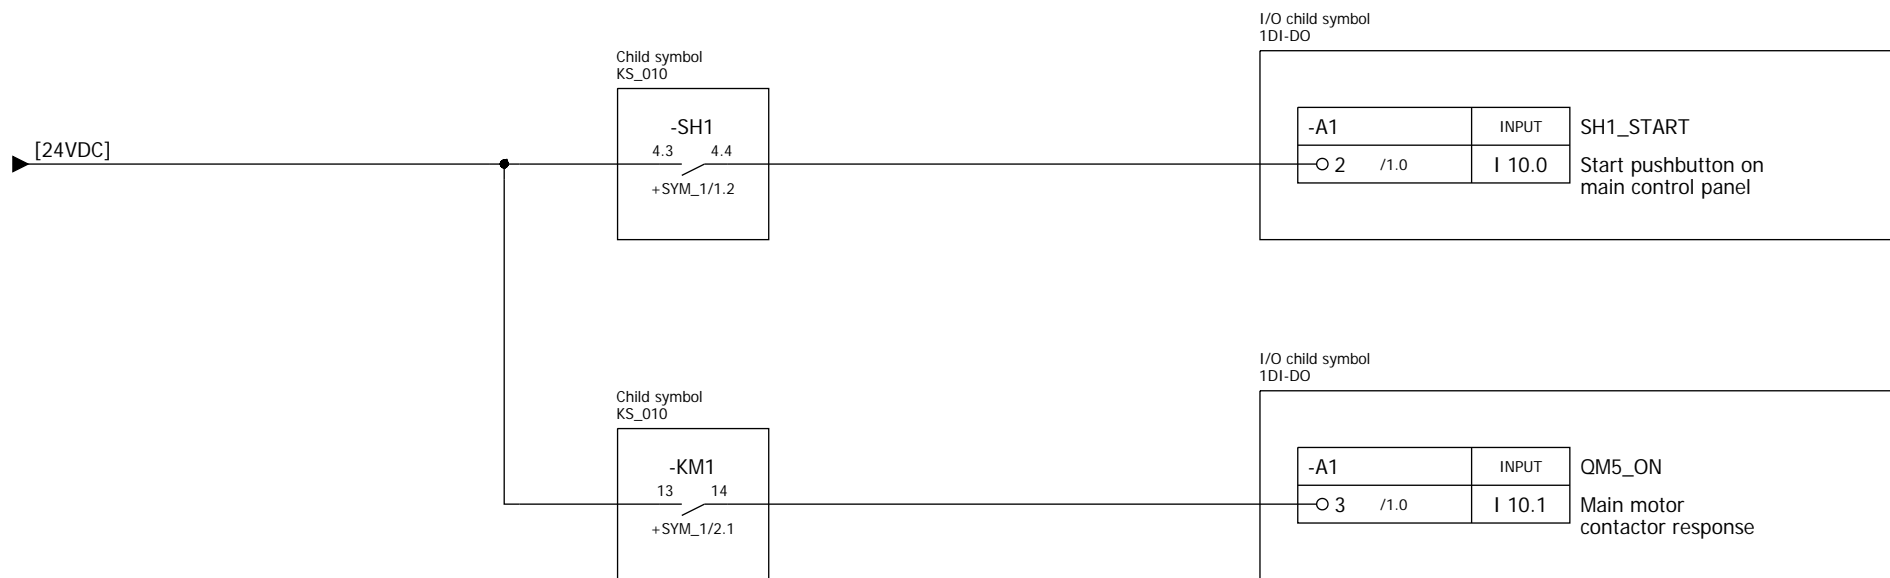 I/O child symbol
1DI-DO
Child symbol
KS_010
[24VDC]
-SH1
4.3 4.4
+SYM_1/1.2
-A1 INPUT SH1_START
2 /1.0 I 10.0 Start pushbutton on
main control panel
I/O child symbol
1DI-DO
Child symbol
KS_010
-KM1
13 14
+SYM_1/2.1
-A1 INPUT QM5_ON
3 /1.0 I 10.1 Main motor
contactor response